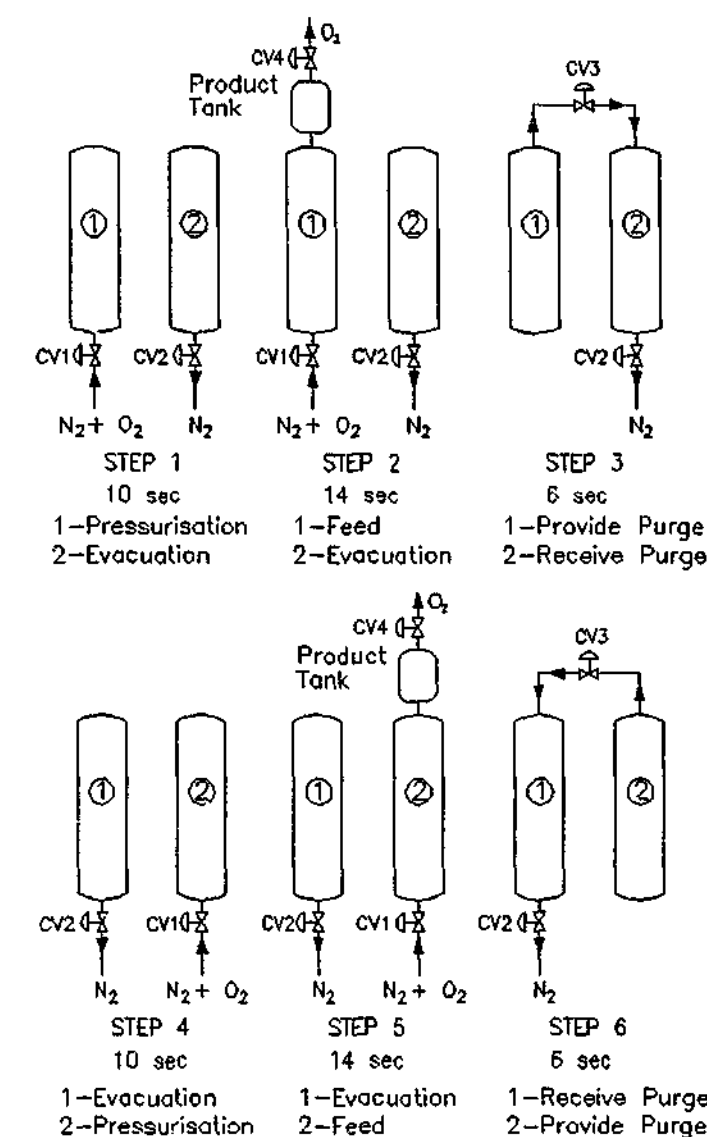 O₂
CV4
Product
Tank
CV3
① ② ① ② ① ②
CV1 CV2 CV1 CV2 CV2
N₂+ O₂ N₂ N₂+ O₂ N₂ N₂
STEP 1 STEP 2 STEP 3
10 sec 14 sec 6 sec
1-Pressurisation 1-Feed 1-Provide Purge
2-Evacuation 2-Evacuation 2-Receive Purge
O₂
CV4
CV3
Product
Tank
① ② ① ② ① ②
CV2 CV1 CV2 CV1 CV2
N₂ N₂+ O₂ N₂ N₂+ O₂ N₂
STEP 4 STEP 5 STEP 6
10 sec 14 sec 6 sec
1-Evacuation 1-Evacuation 1-Receive Purge
2-Pressurisation 2-Feed 2-Provide Purge